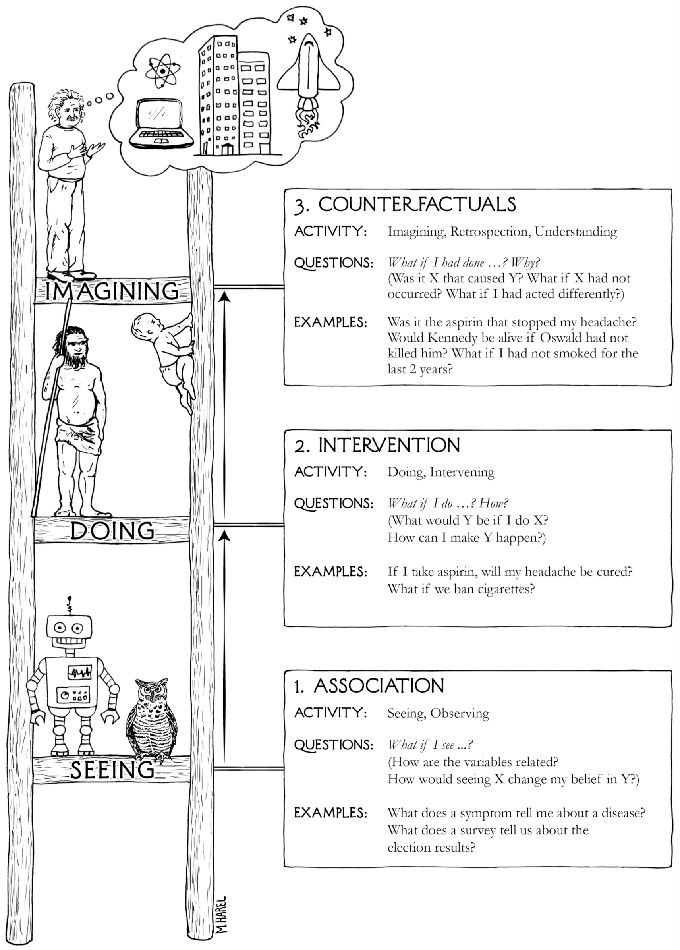 IMAGINING
DOING
SEEING
3. COUNTERFACTUALS
ACTIVITY: Imagining, Retrospection, Understanding
QUESTIONS: What if I had done …? Why?
(Was it X that caused Y? What if X had not
occurred? What if I had acted differently?)
EXAMPLES: Was it the aspirin that stopped my headache?
Would Kennedy be alive if Oswald had not
killed him? What if I had not smoked for the
last 2 years?
2. INTERVENTION
ACTIVITY: Doing, Intervening
QUESTIONS: What if I do …? How?
(What would Y be if I do X?
How can I make Y happen?)
EXAMPLES: If I take aspirin, will my headache be cured?
What if we ban cigarettes?
1. ASSOCIATION
ACTIVITY: Seeing, Observing
QUESTIONS: What if I see ...?
(How are the variables related?
How would seeing X change my belief in Y?)
EXAMPLES: What does a symptom tell me about a disease?
What does a survey tell us about the
election results?
M.HAREL